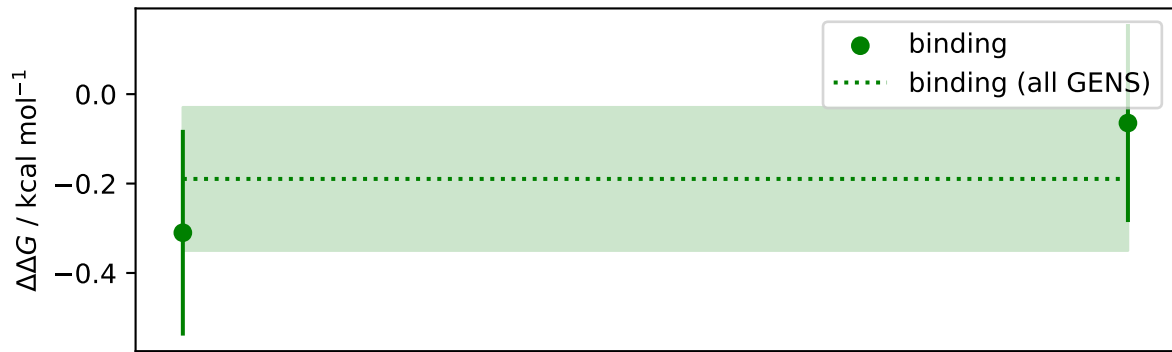 ΔΔG / kcal mol⁻¹
0.0
−0.2
−0.4
binding
binding (all GENS)